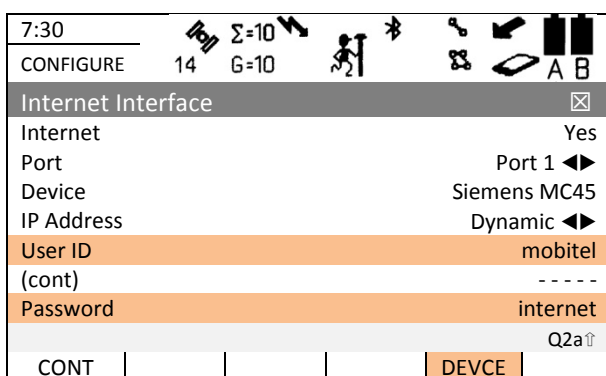 7:30 Σ=10
CONFIGURE 14 G=10 2 A B
Internet Interface
Internet Yes
Port Port 1 ◀▶
Device Siemens MC45
IP Address Dynamic ◀▶
User ID mobitel
(cont) - - - - -
Password internet
Q2a⇧
CONT DEVCE